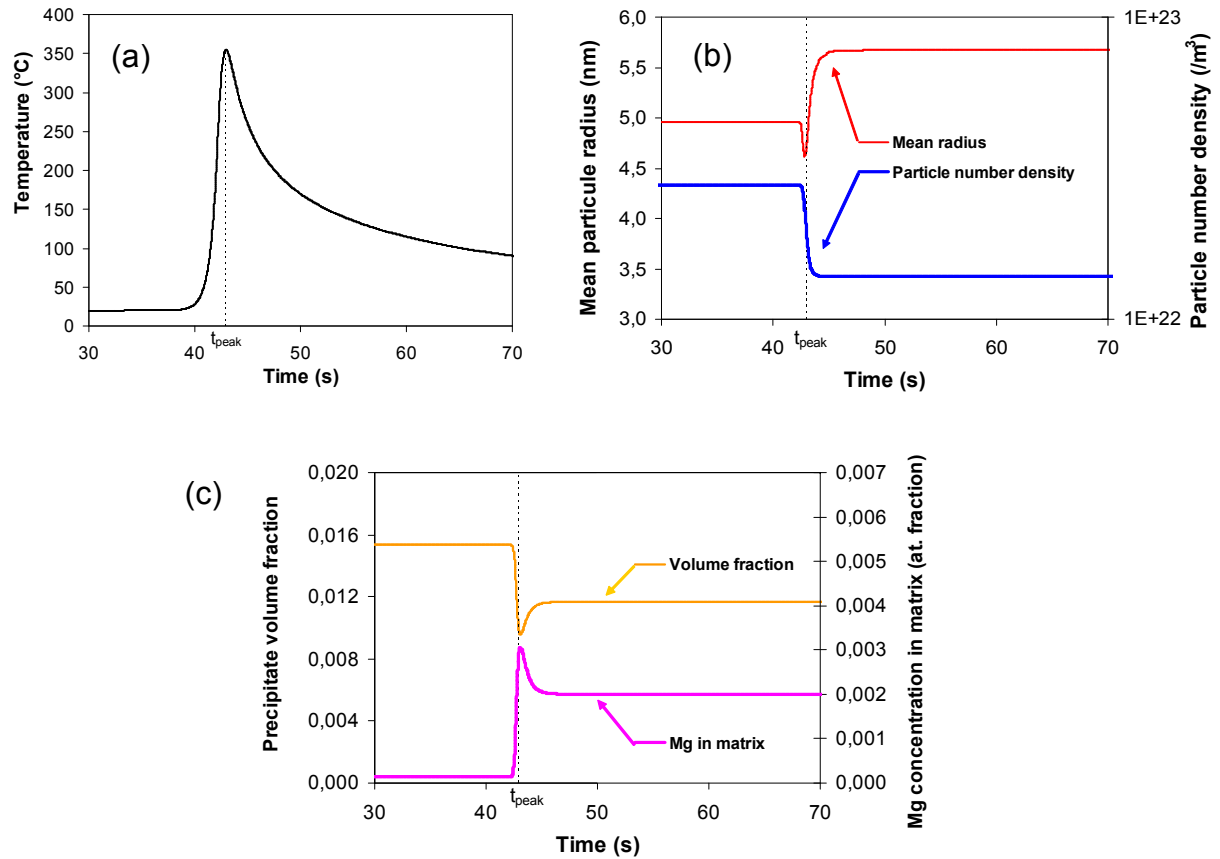 (a)
Temperature (°C)
400
350
300
250
200
150
100
50
0
30
40
50
60
70
t_peak
Time (s)
(b)
Mean particule radius (nm)
6,0
5,5
5,0
4,5
4,0
3,5
3,0
1E+23
1E+22
Particle number density (/m³)
Mean radius
Particle number density
30
40
50
60
70
t_peak
Time (s)
(c)
Precipitate volume fraction
0,020
0,016
0,012
0,008
0,004
0,000
0,007
0,006
0,005
0,004
0,003
0,002
0,001
0,000
Mg concentration in matrix (at. fraction)
Volume fraction
Mg in matrix
30
40
50
60
70
t_peak
Time (s)